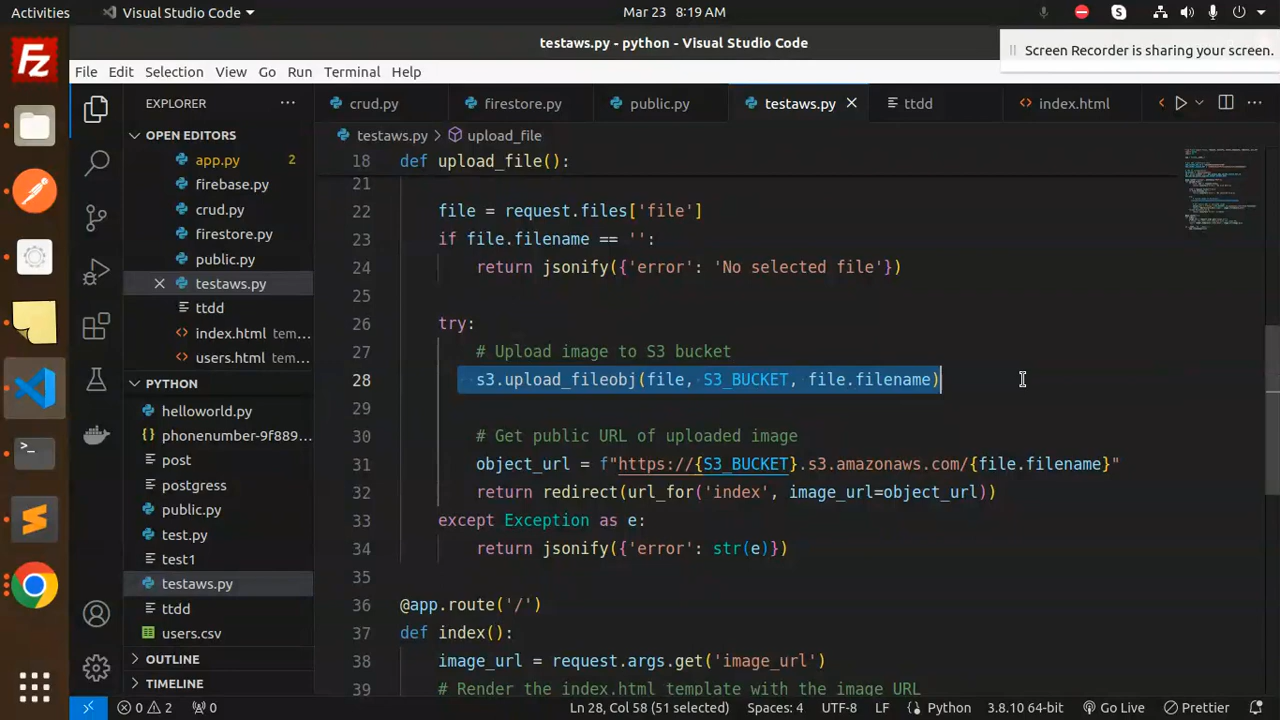 Activities
Visual Studio Code
Mar 23 8:19 AM
testaws.py - python - Visual Studio Code
Screen Recorder is sharing your screen.
File Edit Selection View Go Run Terminal Help
EXPLORER
crud.py firestore.py public.py testaws.py ttdd index.html
OPEN EDITORS
app.py 2
firebase.py
crud.py
firestore.py
public.py
testaws.py
ttdd
index.html tem...
users.html tem...
PYTHON
helloworld.py
phonenumber-9f889...
post
postgress
public.py
test.py
test1
testaws.py
ttdd
users.csv
OUTLINE
TIMELINE
testaws.py > upload_file
18 def upload_file():
21
22 file = request.files['file']
23 if file.filename == '':
24 return jsonify({'error': 'No selected file'})
25
26 try:
27 # Upload image to S3 bucket
28 s3.upload_fileobj(file, S3_BUCKET, file.filename)
29
30 # Get public URL of uploaded image
31 object_url = f"https://{S3_BUCKET}.s3.amazonaws.com/{file.filename}"
32 return redirect(url_for('index', image_url=object_url))
33 except Exception as e:
34 return jsonify({'error': str(e)})
35
36 @app.route('/')
37 def index():
38 image_url = request.args.get('image_url')
39 # Render the index.html template with the image URL
0 2 0 Ln 28, Col 58 (51 selected) Spaces: 4 UTF-8 LF Python 3.8.10 64-bit Go Live Prettier